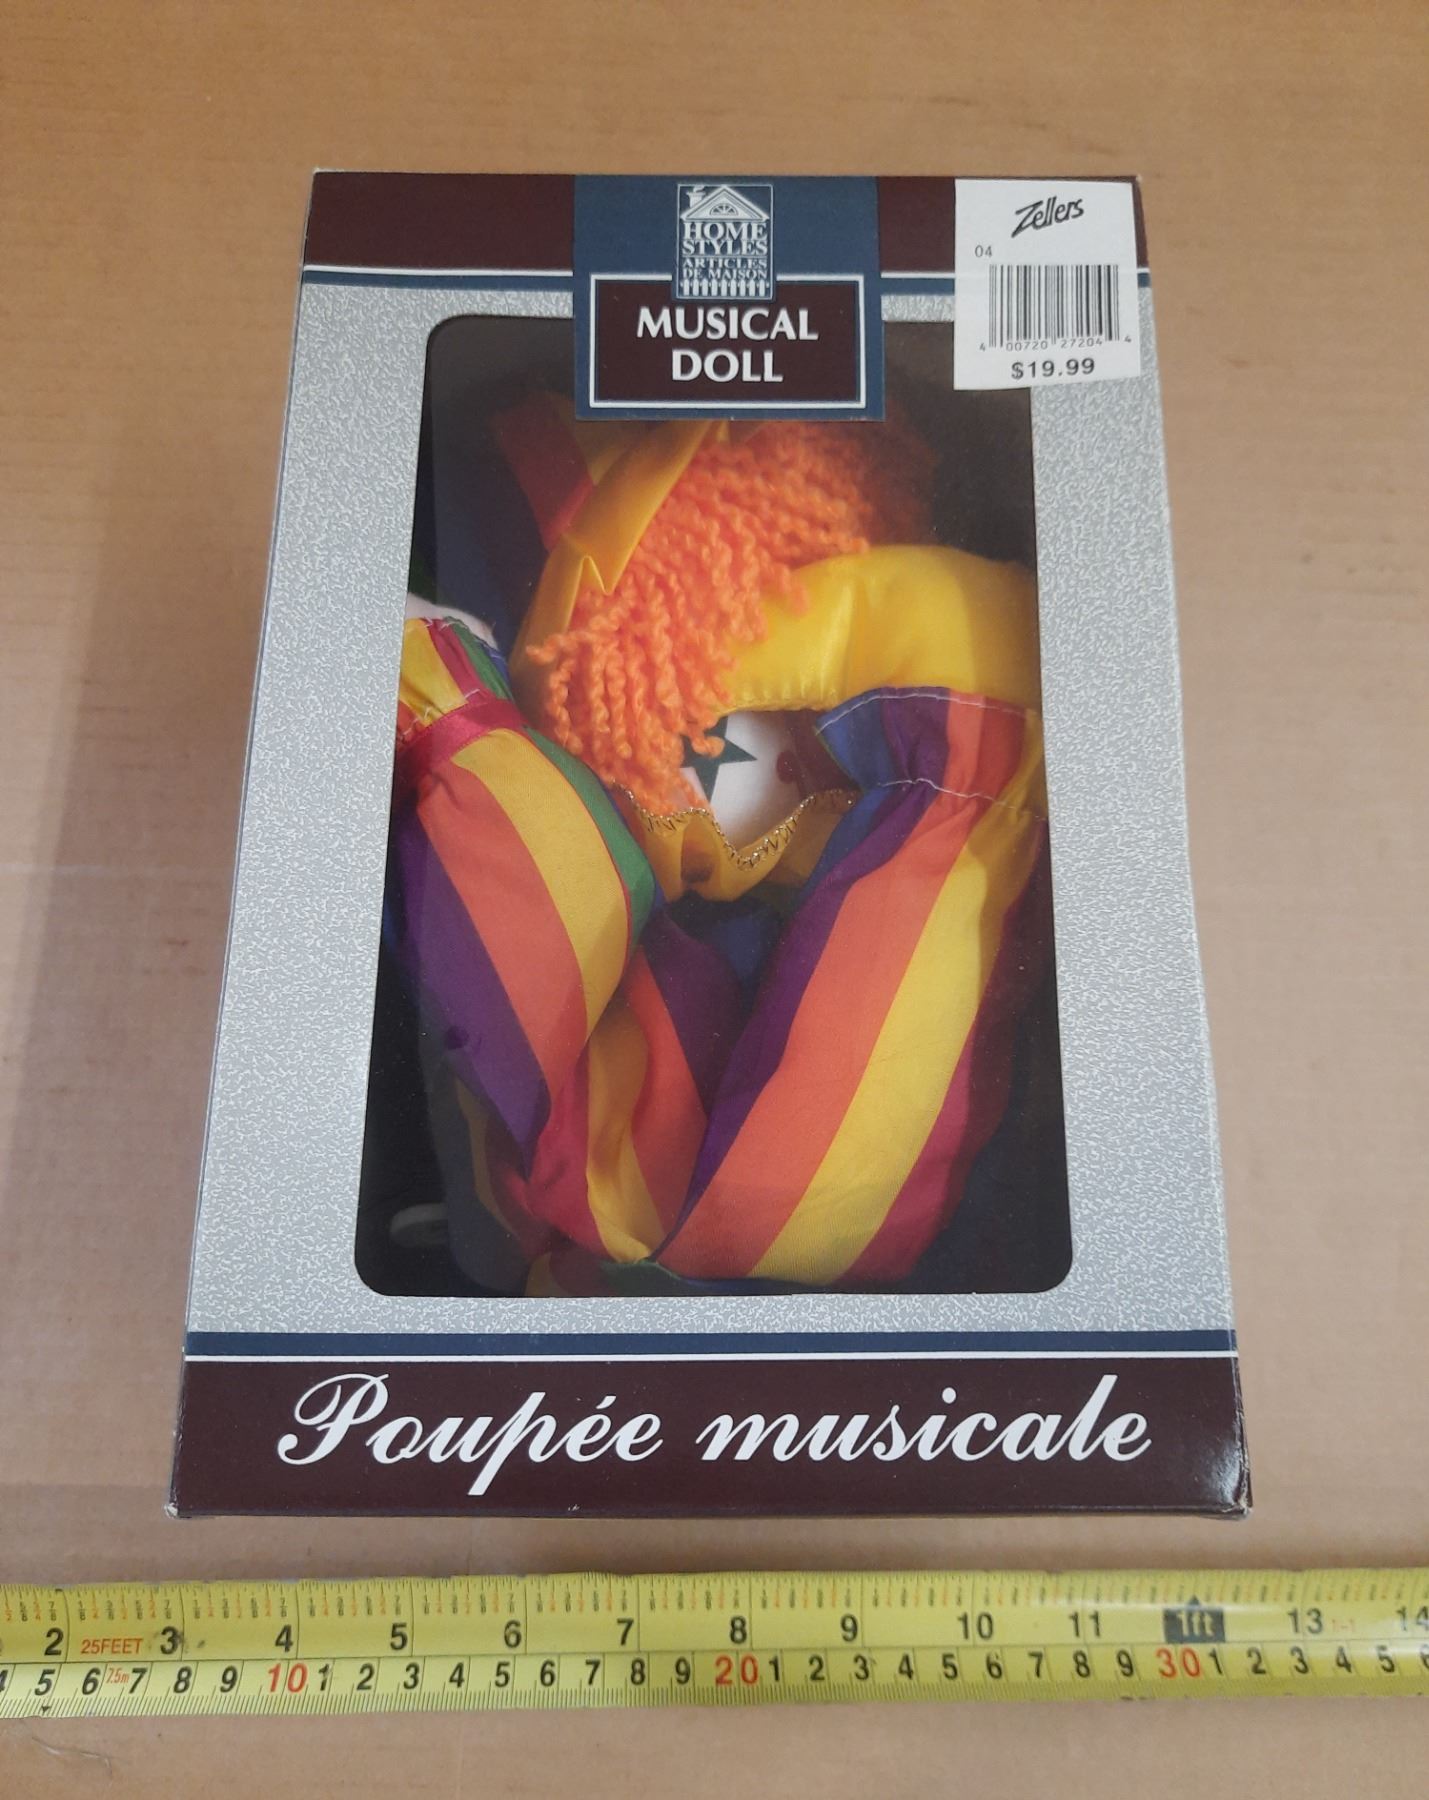 HOME
STYLES
ARTICLES
DE MAISON
MUSICAL
DOLL
Zellers
04
4 00720 27204 4
$19.99
Poupée musicale
2 25FEET 3 4 5 6 7 8 9 10 11 1ft 13 14
4 5 6 7.5m 7 8 9 10 1 2 3 4 5 6 7 8 9 20 1 2 3 4 5 6 7 8 9 30 1 2 3 4 5 6